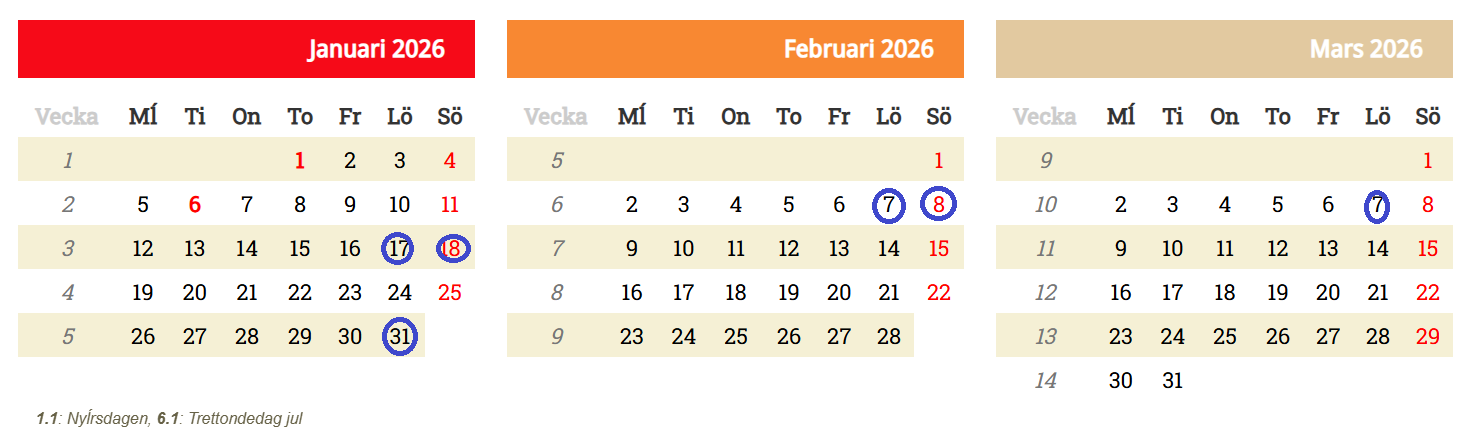 Januari 2026
Vecka MÍ Ti On To Fr Lö Sö
1 1 2 3 4
2 5 6 7 8 9 10 11
3 12 13 14 15 16 17 18
4 19 20 21 22 23 24 25
5 26 27 28 29 30 31
1.1: NyÍrsdagen, 6.1: Trettondedag jul
Februari 2026
Vecka MÍ Ti On To Fr Lö Sö
5 1
6 2 3 4 5 6 7 8
7 9 10 11 12 13 14 15
8 16 17 18 19 20 21 22
9 23 24 25 26 27 28
Mars 2026
Vecka MÍ Ti On To Fr Lö Sö
9 1
10 2 3 4 5 6 7 8
11 9 10 11 12 13 14 15
12 16 17 18 19 20 21 22
13 23 24 25 26 27 28 29
14 30 31